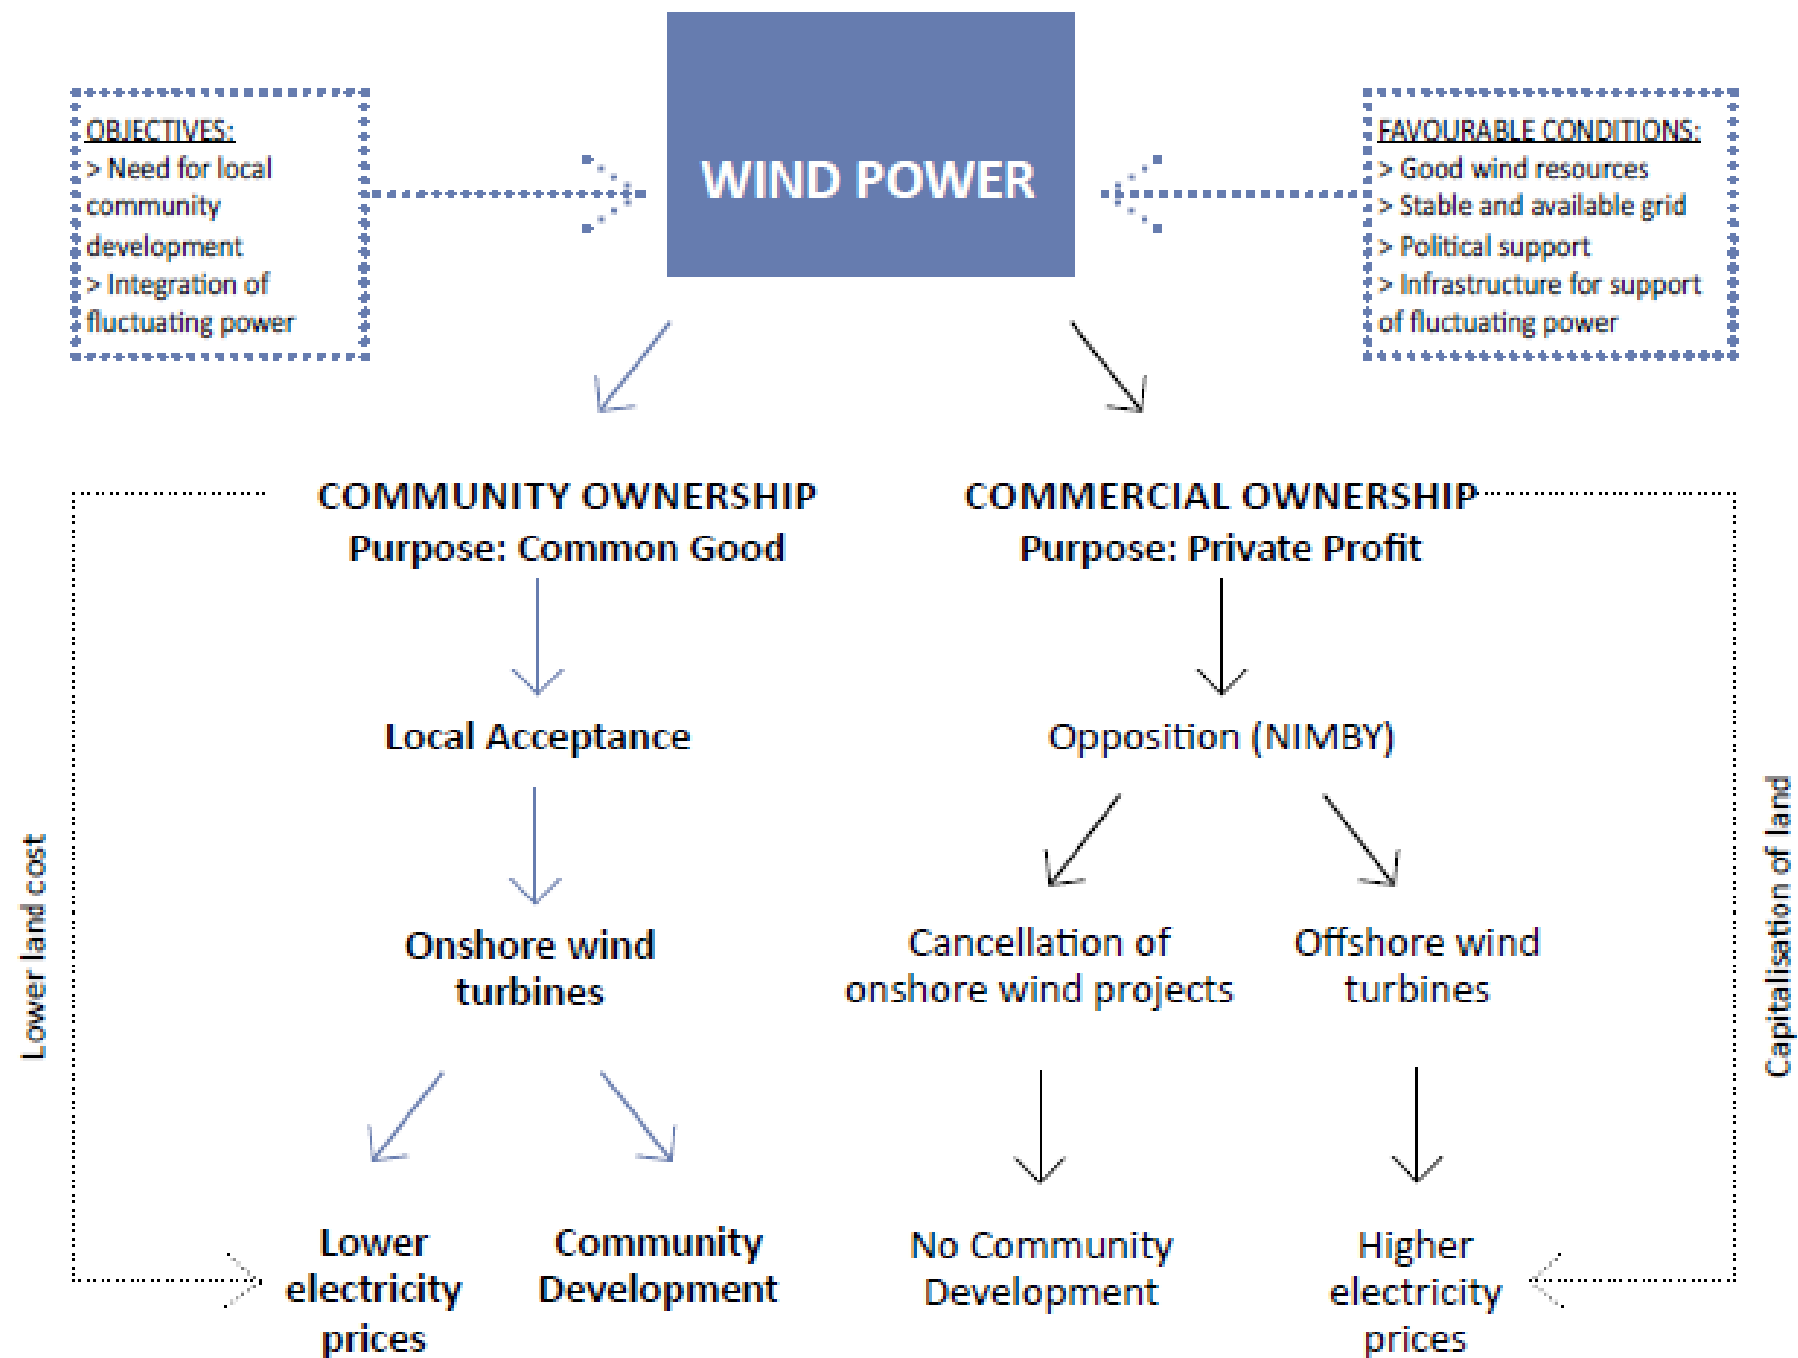 WIND POWER
OBJECTIVES:
> Need for local
community
development
> Integration of
fluctuating power
FAVOURABLE CONDITIONS:
> Good wind resources
> Stable and available grid
> Political support
> Infrastructure for support
of fluctuating power
COMMUNITY OWNERSHIP
Purpose: Common Good
COMMERCIAL OWNERSHIP
Purpose: Private Profit
Local Acceptance
Opposition (NIMBY)
Lower land cost
Capitalisation of land
Onshore wind
turbines
Cancellation of
onshore wind projects
Offshore wind
turbines
Lower
electricity
prices
Community
Development
No Community
Development
Higher
electricity
prices